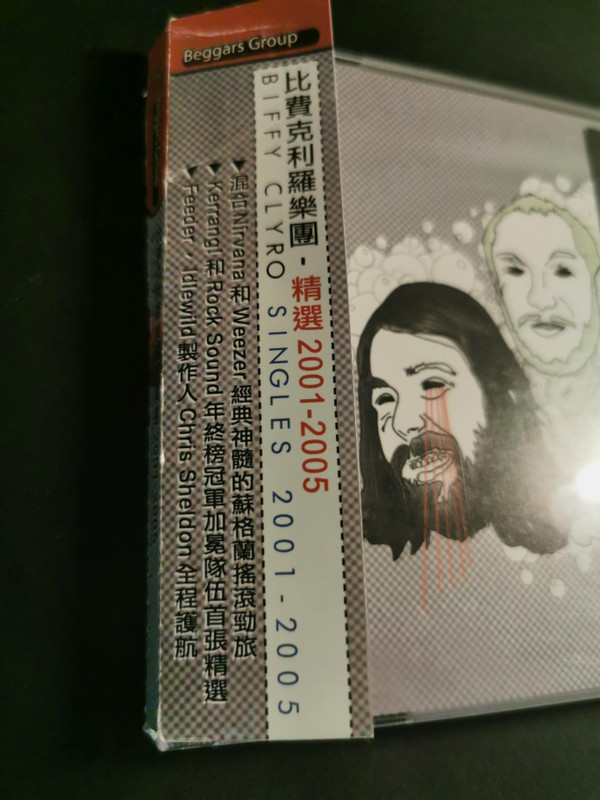 Beggars Group
比費克利羅樂團-精選2001-2005
BIFFY CLYRO SINGLES 2001-2005
▼混和Nirvana和Weezer經典神髓的蘇格蘭搖滾勁旅
▼Kerrang!和Rock Sound年終榜冠軍加冕隊伍首張精選
▼Feeder、Idlewild製作人Chris Sheldon全程護航